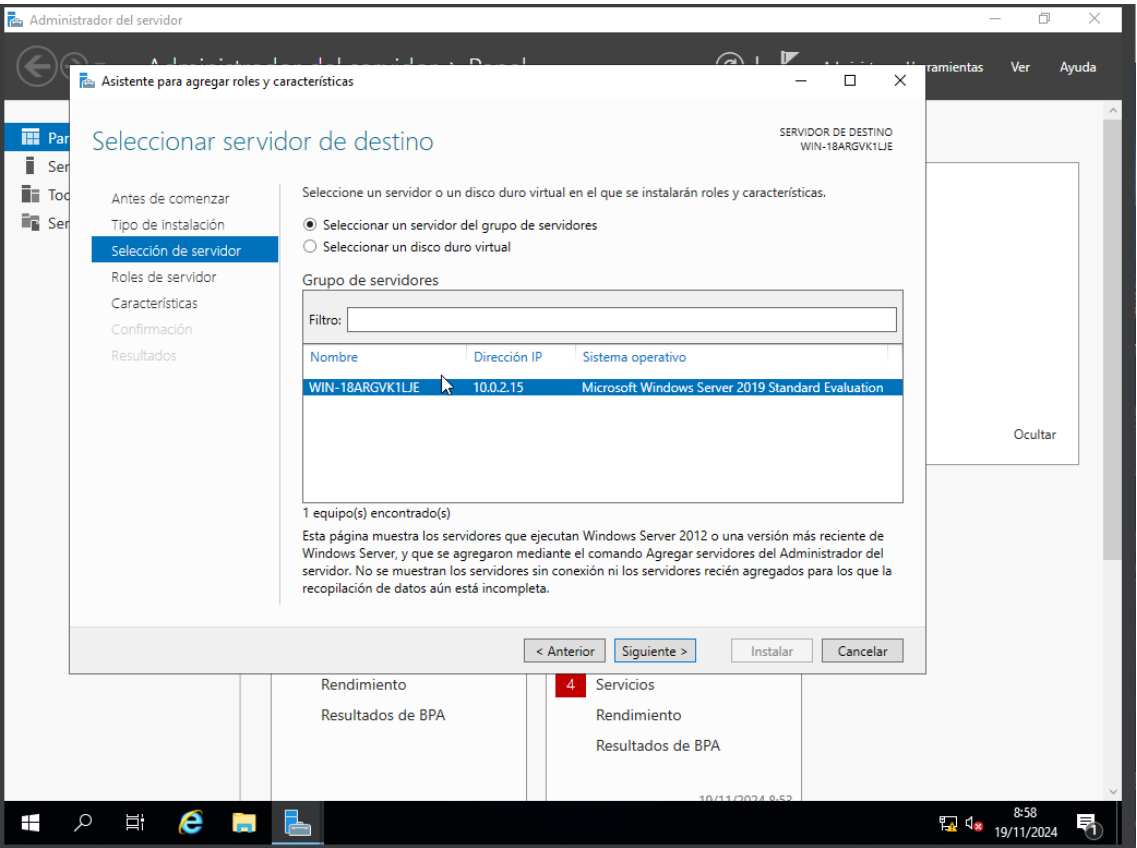 Administrador del servidor
Ver
Ayuda
Asistente para agregar roles y características
Seleccionar servidor de destino
SERVIDOR DE DESTINO
WIN-18ARGVK1LJE
Antes de comenzar
Tipo de instalación
Selección de servidor
Roles de servidor
Características
Confirmación
Resultados
Seleccione un servidor o un disco duro virtual en el que se instalarán roles y características.
Seleccionar un servidor del grupo de servidores
Seleccionar un disco duro virtual
Grupo de servidores
Filtro:
Nombre Dirección IP Sistema operativo
WIN-18ARGVK1LJE 10.0.2.15 Microsoft Windows Server 2019 Standard Evaluation
1 equipo(s) encontrado(s)
Esta página muestra los servidores que ejecutan Windows Server 2012 o una versión más reciente de
Windows Server, y que se agregaron mediante el comando Agregar servidores del Administrador del
servidor. No se muestran los servidores sin conexión ni los servidores recién agregados para los que la
recopilación de datos aún está incompleta.
< Anterior
Siguiente >
Instalar
Cancelar
Ocultar
Rendimiento
Resultados de BPA
4 Servicios
Rendimiento
Resultados de BPA
19/11/2024 8:53
8:58
19/11/2024
1